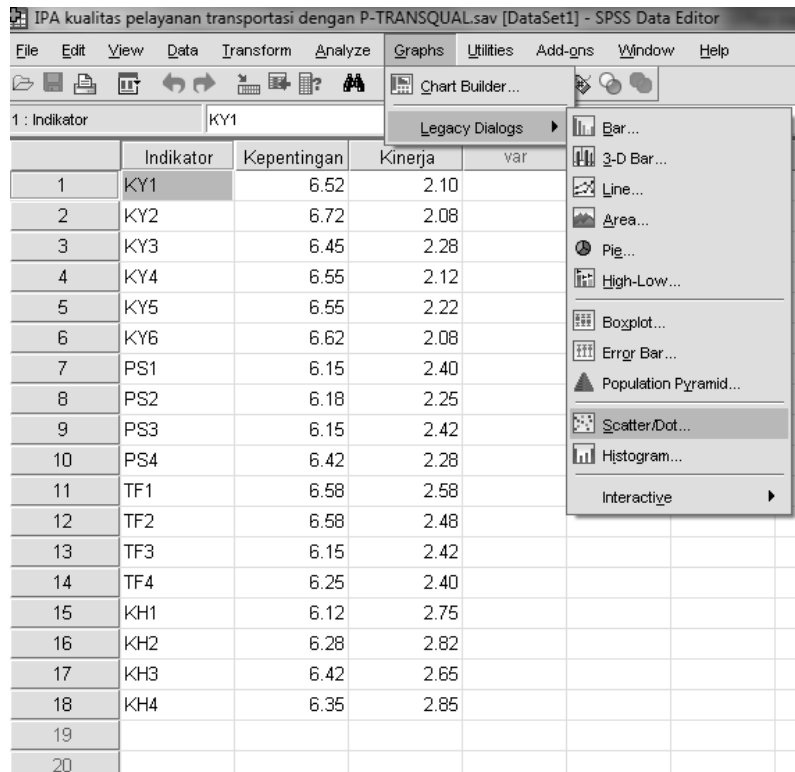 IPA kualitas pelayanan transportasi dengan P-TRANSQUAL.sav [DataSet1] - SPSS Data Editor
File Edit View Data Transform Analyze Graphs Utilities Add-ons Window Help
Chart Builder...
Legacy Dialogs
Bar...
3-D Bar...
Line...
Area...
Pie...
High-Low...
Boxplot...
Error Bar...
Population Pyramid...
Scatter/Dot...
Histogram...
Interactive
1 : Indikator KY1
Indikator Kepentingan Kinerja var
1 KY1 6.52 2.10
2 KY2 6.72 2.08
3 KY3 6.45 2.28
4 KY4 6.55 2.12
5 KY5 6.55 2.22
6 KY6 6.62 2.08
7 PS1 6.15 2.40
8 PS2 6.18 2.25
9 PS3 6.15 2.42
10 PS4 6.42 2.28
11 TF1 6.58 2.58
12 TF2 6.58 2.48
13 TF3 6.15 2.42
14 TF4 6.25 2.40
15 KH1 6.12 2.75
16 KH2 6.28 2.82
17 KH3 6.42 2.65
18 KH4 6.35 2.85
19
20